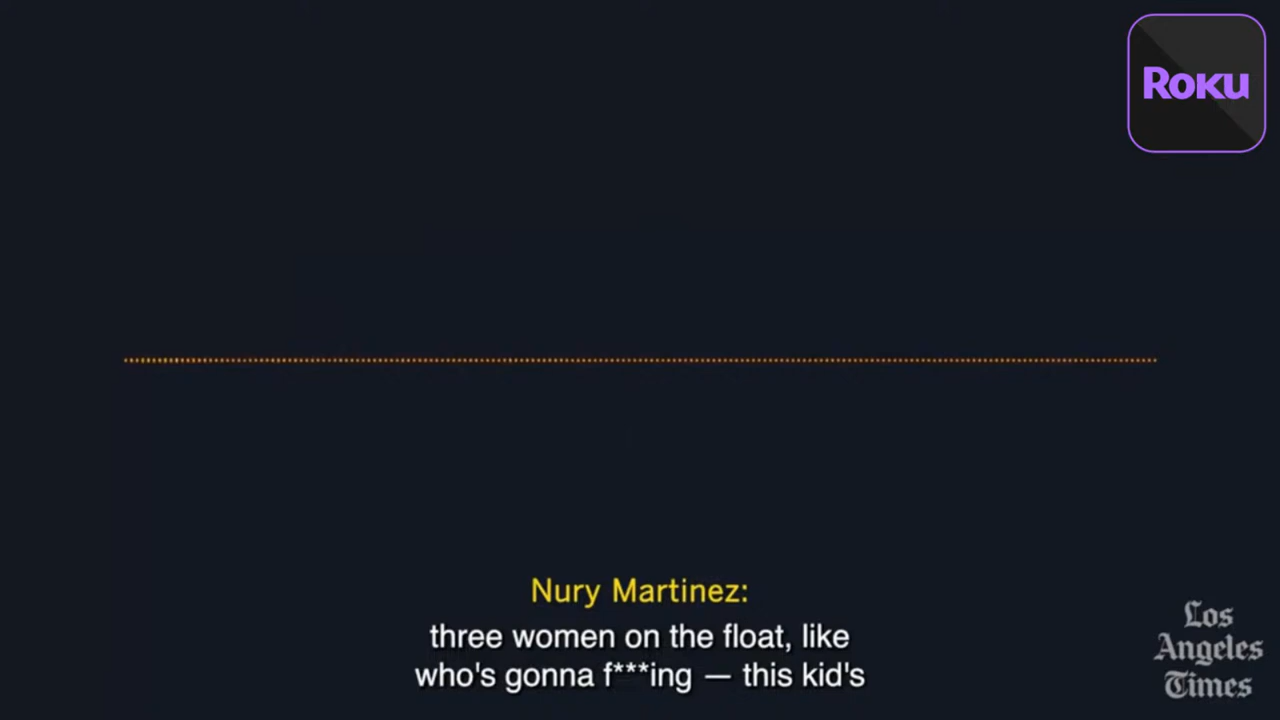 Roku
Nury Martinez:
three women on the float, like
who's gonna f***ing — this kid's
Los
Angeles
Times